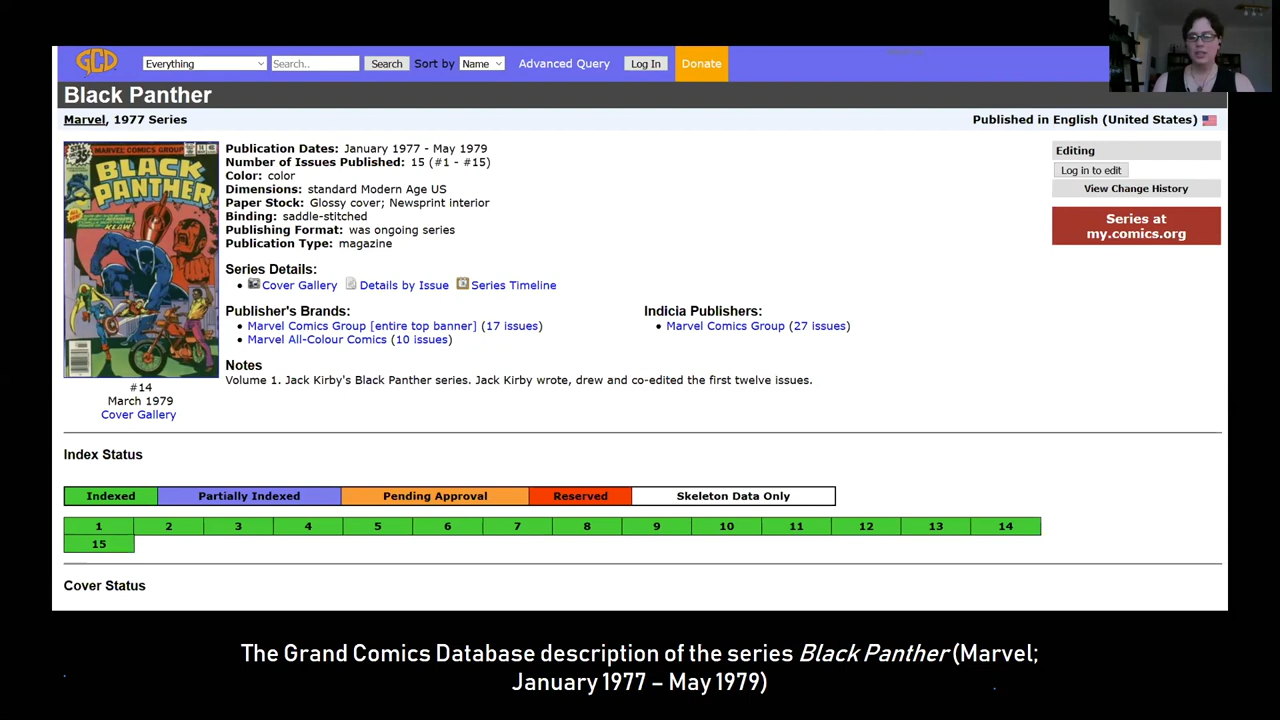 GCD Everything Search.. Search Sort by Name Advanced Query Log In Donate
Black Panther
Marvel, 1977 Series Published in English (United States)
MARVEL COMICS GROUP
BLACK
PANTHER
KLAW!
#14
March 1979
Cover Gallery
Publication Dates: January 1977 - May 1979
Number of Issues Published: 15 (#1 - #15)
Color: color
Dimensions: standard Modern Age US
Paper Stock: Glossy cover; Newsprint interior
Binding: saddle-stitched
Publishing Format: was ongoing series
Publication Type: magazine
Series Details:
• Cover Gallery Details by Issue Series Timeline
Publisher's Brands:
• Marvel Comics Group [entire top banner] (17 issues)
• Marvel All-Colour Comics (10 issues)
Indicia Publishers:
• Marvel Comics Group (27 issues)
Notes
Volume 1. Jack Kirby's Black Panther series. Jack Kirby wrote, drew and co-edited the first twelve issues.
Editing
Log in to edit
View Change History
Series at
my.comics.org
Index Status
Indexed Partially Indexed Pending Approval Reserved Skeleton Data Only
1 2 3 4 5 6 7 8 9 10 11 12 13 14
15
Cover Status
The Grand Comics Database description of the series Black Panther (Marvel;
January 1977 – May 1979)